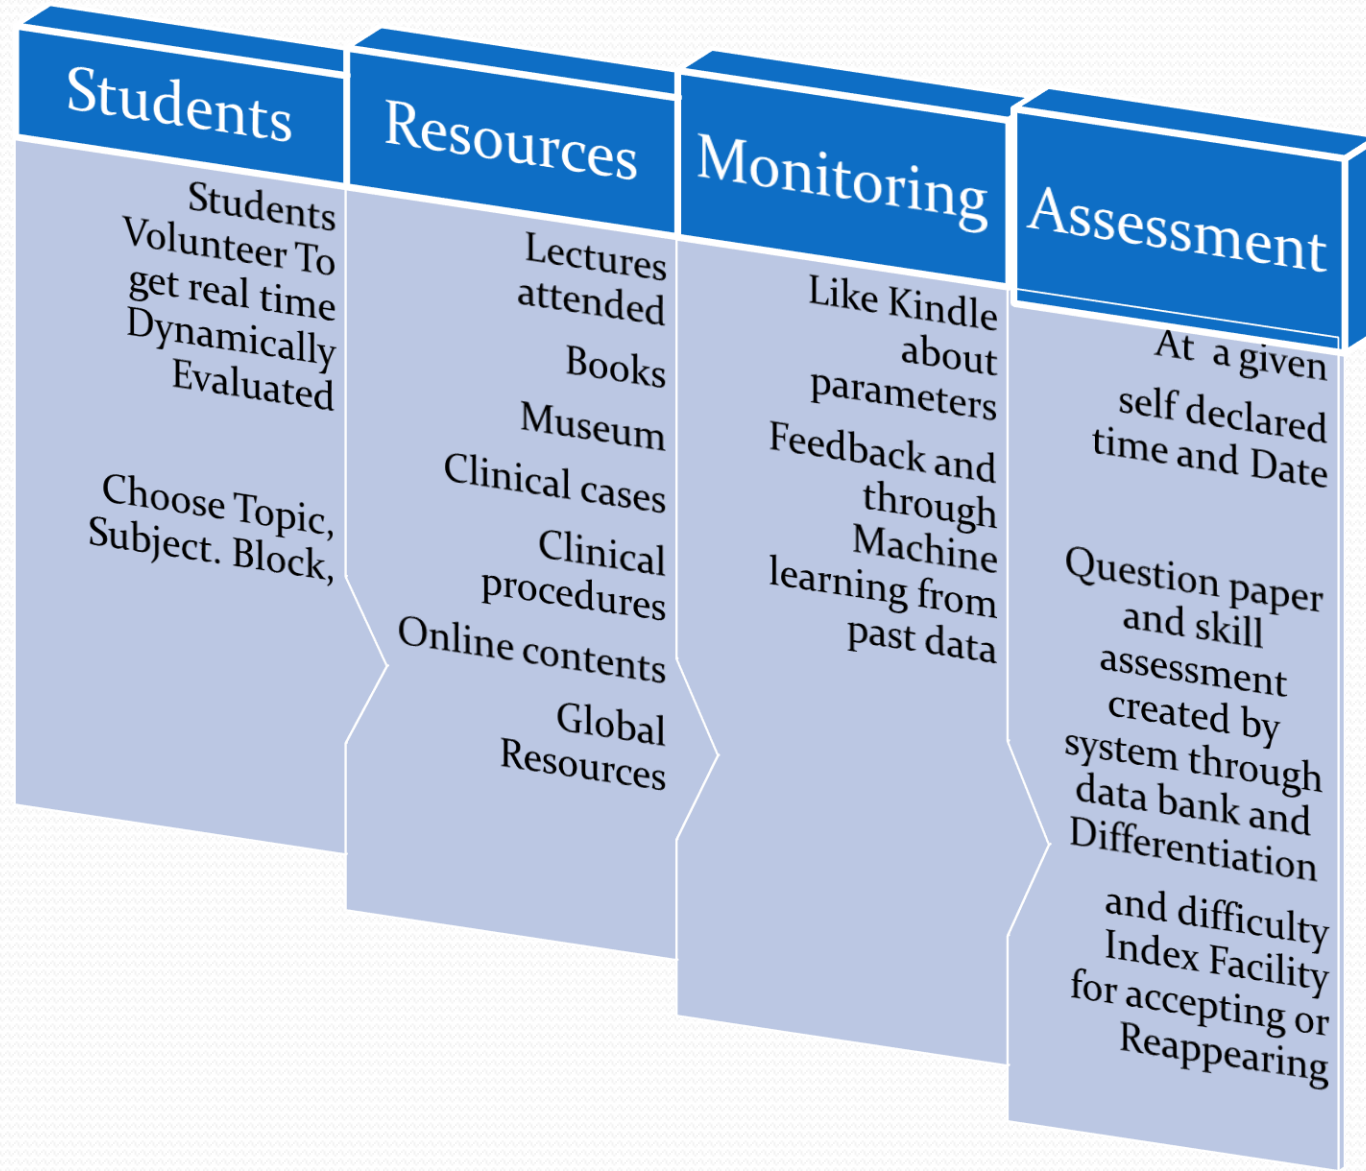 Students
Students
Volunteer To
get real time
Dynamically
Evaluated
Choose Topic,
Subject. Block,
Resources
Lectures
attended
Books
Museum
Clinical cases
Clinical
procedures
Online contents
Global
Resources
Monitoring
Like Kindle
about
parameters
Feedback and
through
Machine
learning from
past data
Assessment
At a given
self declared
time and Date
Question paper
and skill
assessment
created by
system through
data bank and
Differentiation
and difficulty
Index Facility
for accepting or
Reappearing